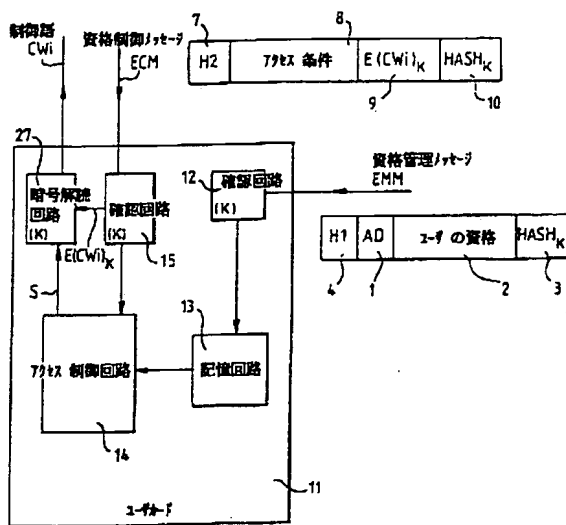 制御語
CWi
資格制御メッセージ
ECM
7
8
H2
アクセス 条件
E(CWi)K
HASHK
9
10
27
暗号解読
回路
(K)
確認回路
(K)
E(CWi)K
15
12
確認回路
(K)
資格管理メッセージ
EMM
H1
AD
ユーザ の資格
HASHK
4
1
2
3
S
13
アクセス 制御回路
記憶回路
14
11
ユーザカード